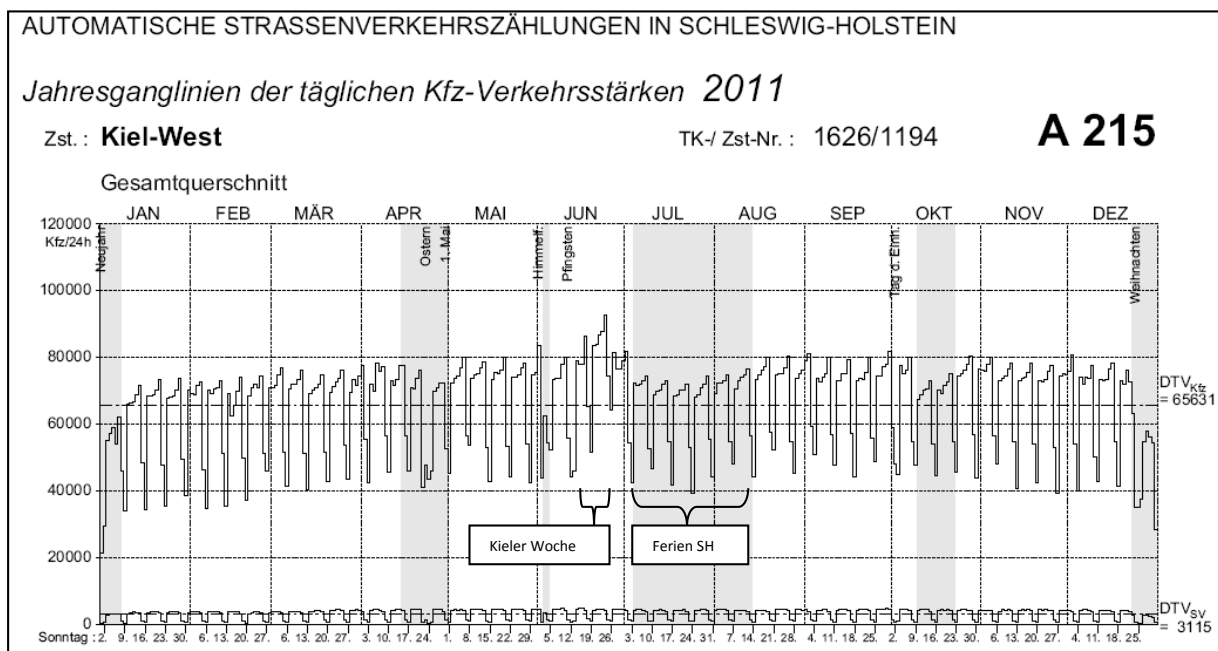 AUTOMATISCHE STRASSENVERKEHRSZÄHLUNGEN IN SCHLESWIG-HOLSTEIN
Jahresganglinien der täglichen Kfz-Verkehrsstärken 2011
Zst. : Kiel-West TK-/ Zst-Nr. : 1626/1194 A 215
Gesamtquerschnitt
JAN FEB MÄR APR MAI JUN JUL AUG SEP OKT NOV DEZ
120000
Kfz/24h
Neujahr
Ostern
1. Mai
Himmelf.
Pfingsten
Tag d. Einh.
Weihnachten
100000
80000
DTVKfz
= 65631
60000
40000
Kieler Woche
Ferien SH
20000
DTVSV
= 3115
0
Sonntag : 2. 9. 16. 23. 30. 6. 13. 20. 27. 6. 13. 20. 27. 3. 10. 17. 24. 1. 8. 15. 22. 29. 5. 12. 19. 26. 3. 10. 17. 24. 31. 7. 14. 21. 28. 4. 11. 18. 25. 2. 9. 16. 23. 30. 6. 13. 20. 27. 4. 11. 18. 25.